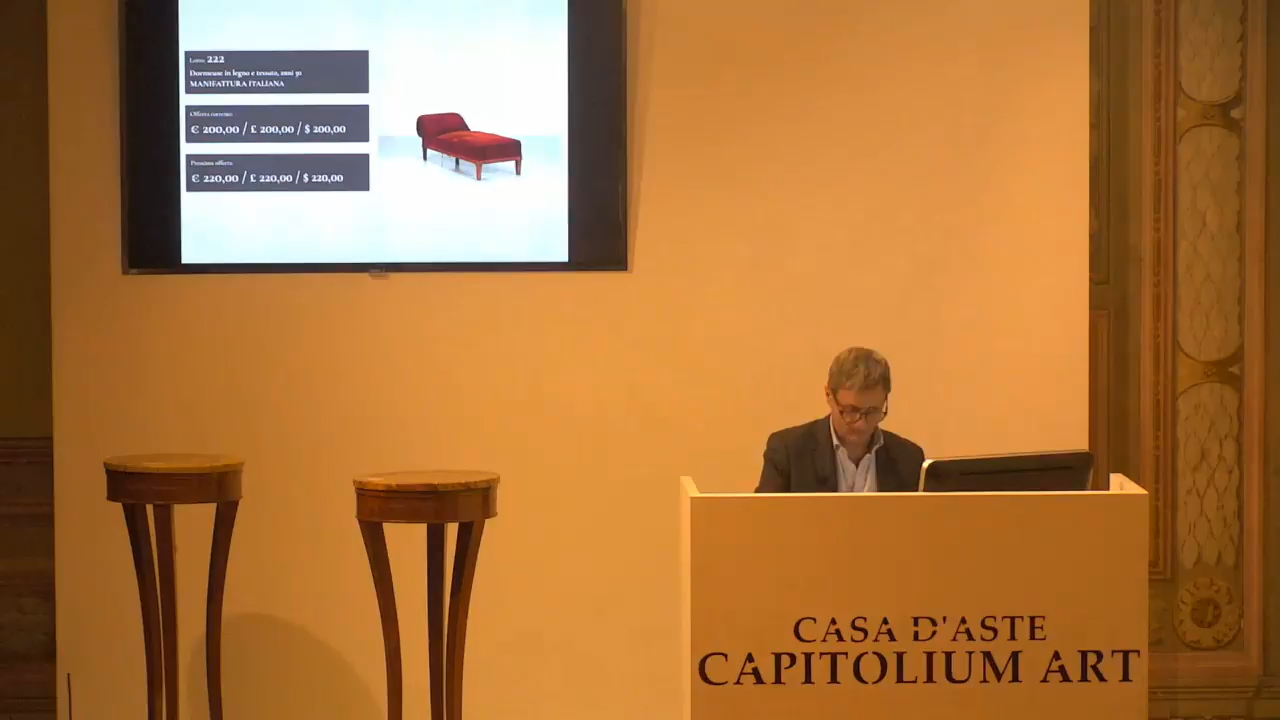 Lotto: 222
Dormeuse in legno e tessuto, anni 50
MANIFATTURA ITALIANA
Offerta corrente:
€ 200,00 / £ 200,00 / $ 200,00
Prossima offerta:
€ 220,00 / £ 220,00 / $ 220,00
CASA D'ASTE
CAPITOLIUM ART